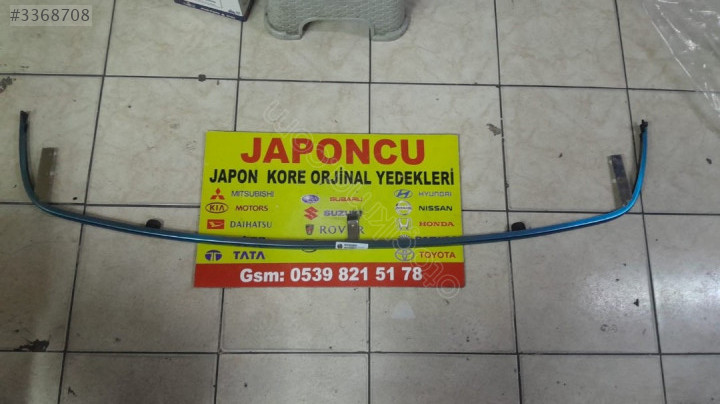 #3368708
JAPONCU
JAPON KORE ORJİNAL YEDEKLERİ
MITSUBISHI SUBARU HYUNDAI
KIA MOTORS SUZUKI NISSAN
DAIHATSU ROVER HONDA
TATA TOYOTA
Gsm: 0539 821 51 78